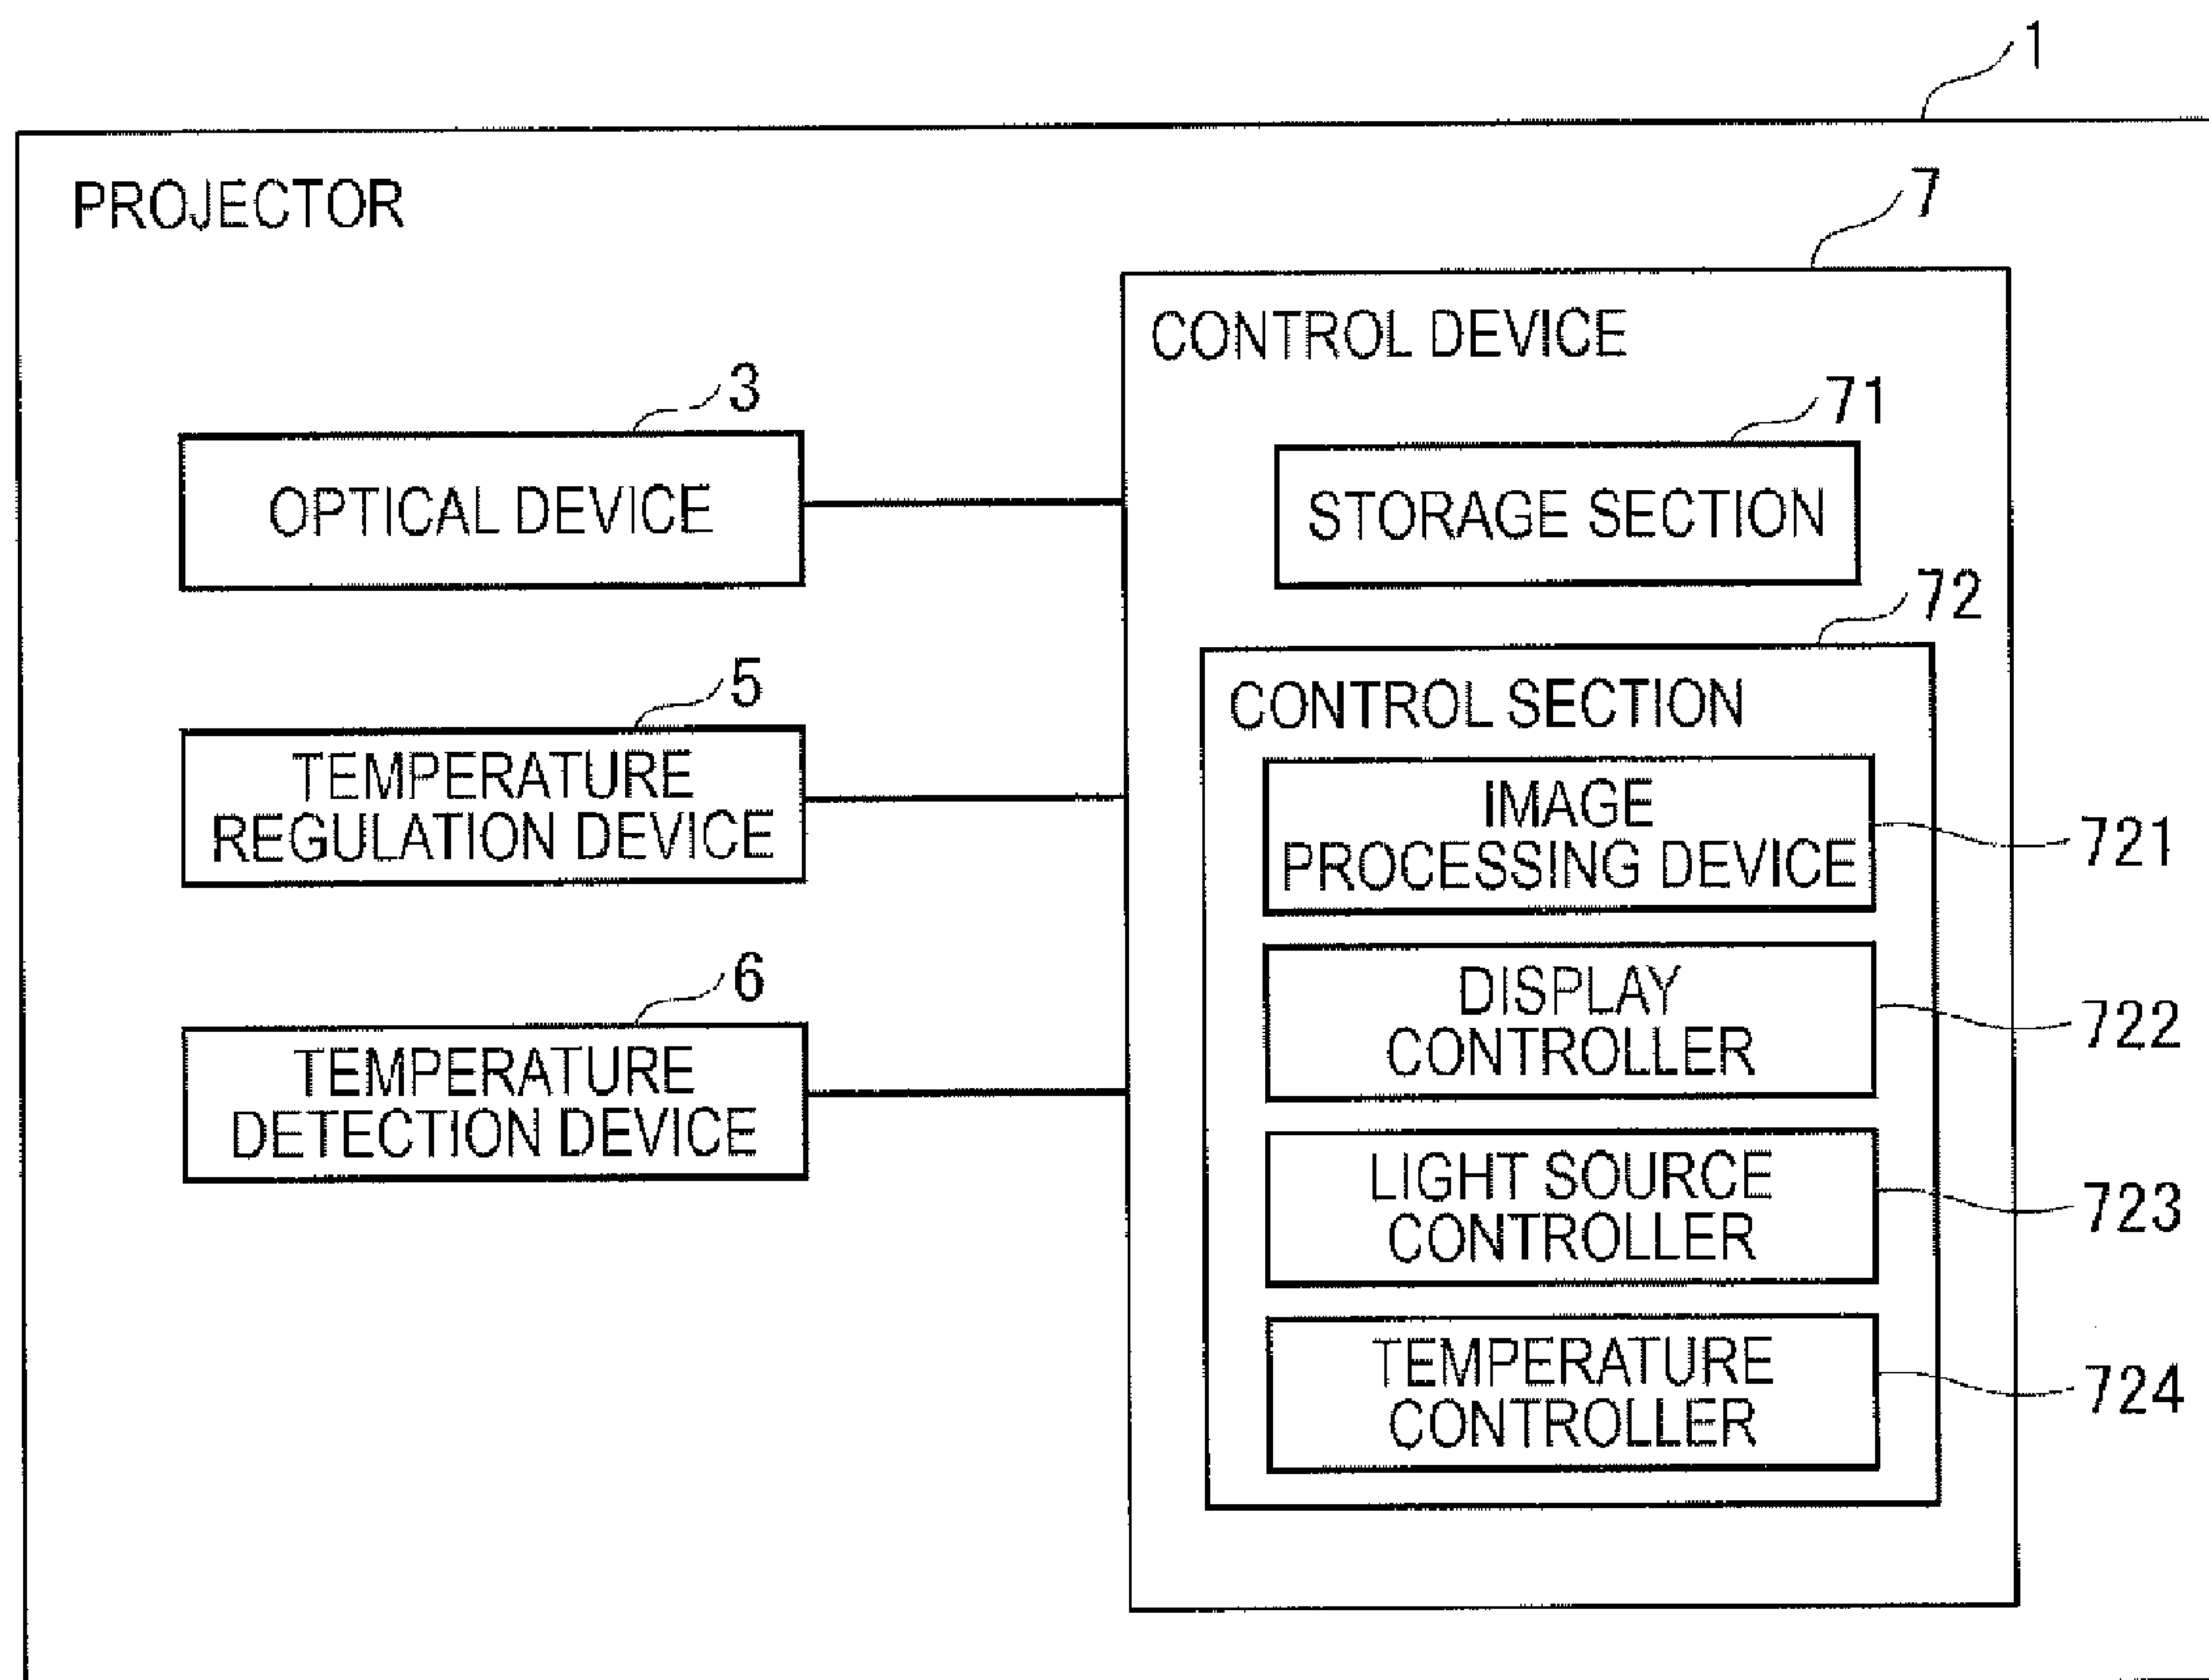 1
PROJECTOR
7
CONTROL DEVICE
3
OPTICAL DEVICE
71
STORAGE SECTION
5
TEMPERATURE
REGULATION DEVICE
72
CONTROL SECTION
IMAGE
PROCESSING DEVICE
721
6
TEMPERATURE
DETECTION DEVICE
DISPLAY
CONTROLLER
722
LIGHT SOURCE
CONTROLLER
723
TEMPERATURE
CONTROLLER
724